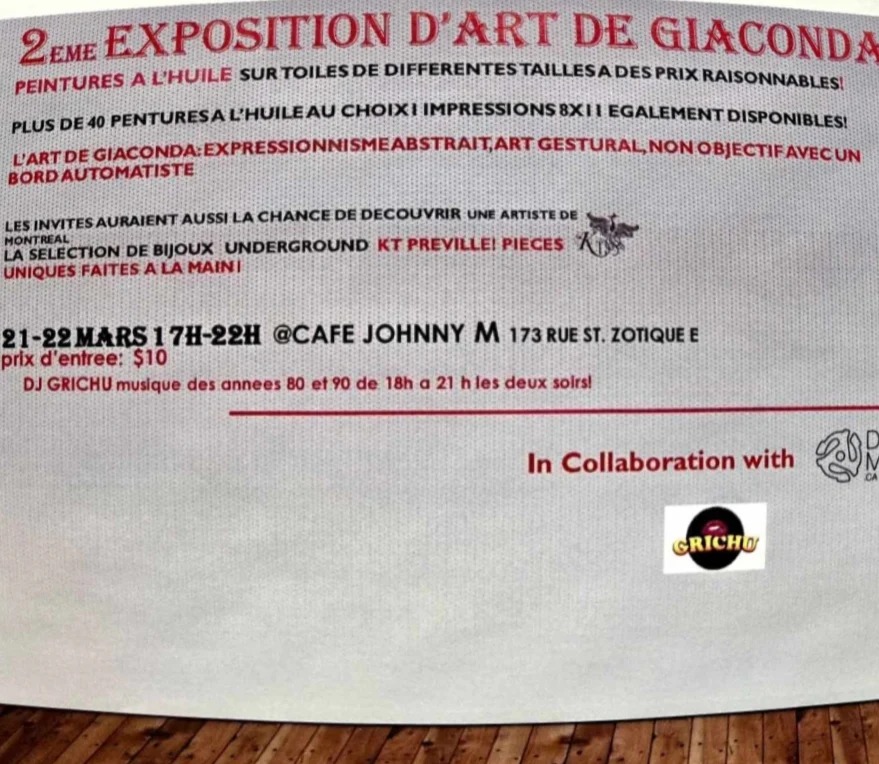 2EME EXPOSITION D'ART DE GIACONDA
PEINTURES A L'HUILE SUR TOILES DE DIFFERENTES TAILLES A DES PRIX RAISONNABLES!
PLUS DE 40 PENTURES A L'HUILE AU CHOIX! IMPRESSIONS 8X11 EGALEMENT DISPONIBLES!
L'ART DE GIACONDA: EXPRESSIONNISME ABSTRAIT, ART GESTURAL, NON OBJECTIF AVEC UN
BORD AUTOMATISTE
LES INVITES AURAIENT AUSSI LA CHANCE DE DECOUVRIR UNE ARTISTE DE
MONTREAL
LA SELECTION DE BIJOUX UNDERGROUND KT PREVILLE! PIECES
UNIQUES FAITES A LA MAIN!
21-22 MARS 17H-22H @CAFE JOHNNY M 173 RUE ST. ZOTIQUE E
prix d'entree: $10
DJ GRICHU musique des annees 80 et 90 de 18h a 21 h les deux soirs!
In Collaboration with
GRICHU